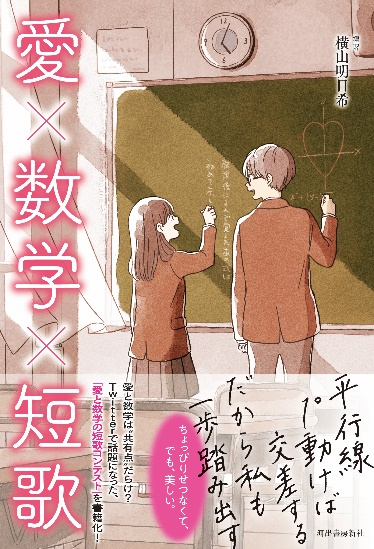 愛×数学×短歌
編著
横山明日希
平行線
1°動けば
交差する
だから私も
一歩踏み出す
ちょっぴりせつなくて、
でも、美しい。
愛と数学は“共有点”だらけ?
Twitterで話題になった、
「愛と数学の短歌コンテスト」を書籍化!
河出書房新社
x